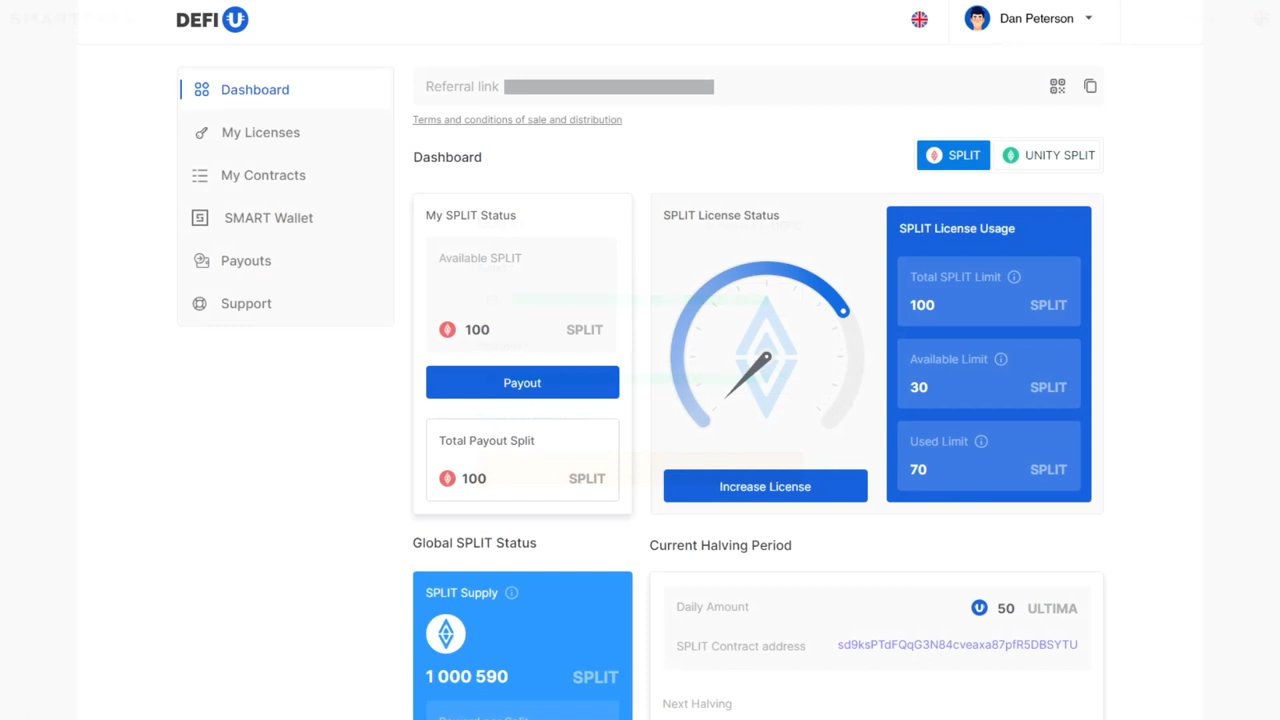 DEFI U
Dan Peterson
Dashboard
My Licenses
My Contracts
SMART Wallet
Payouts
Support
Referral link
Terms and conditions of sale and distribution
Dashboard
SPLIT
UNITY SPLIT
My SPLIT Status
Available SPLIT
100 SPLIT
Payout
Total Payout Split
100 SPLIT
SPLIT License Status
Increase License
SPLIT License Usage
Total SPLIT Limit
100 SPLIT
Available Limit
30 SPLIT
Used Limit
70 SPLIT
Global SPLIT Status
SPLIT Supply
1 000 590 SPLIT
Current Halving Period
Daily Amount 50 ULTIMA
SPLIT Contract address sd9ksPTdFQqG3N84cveaxa87pfR5DBSYTU
Next Halving